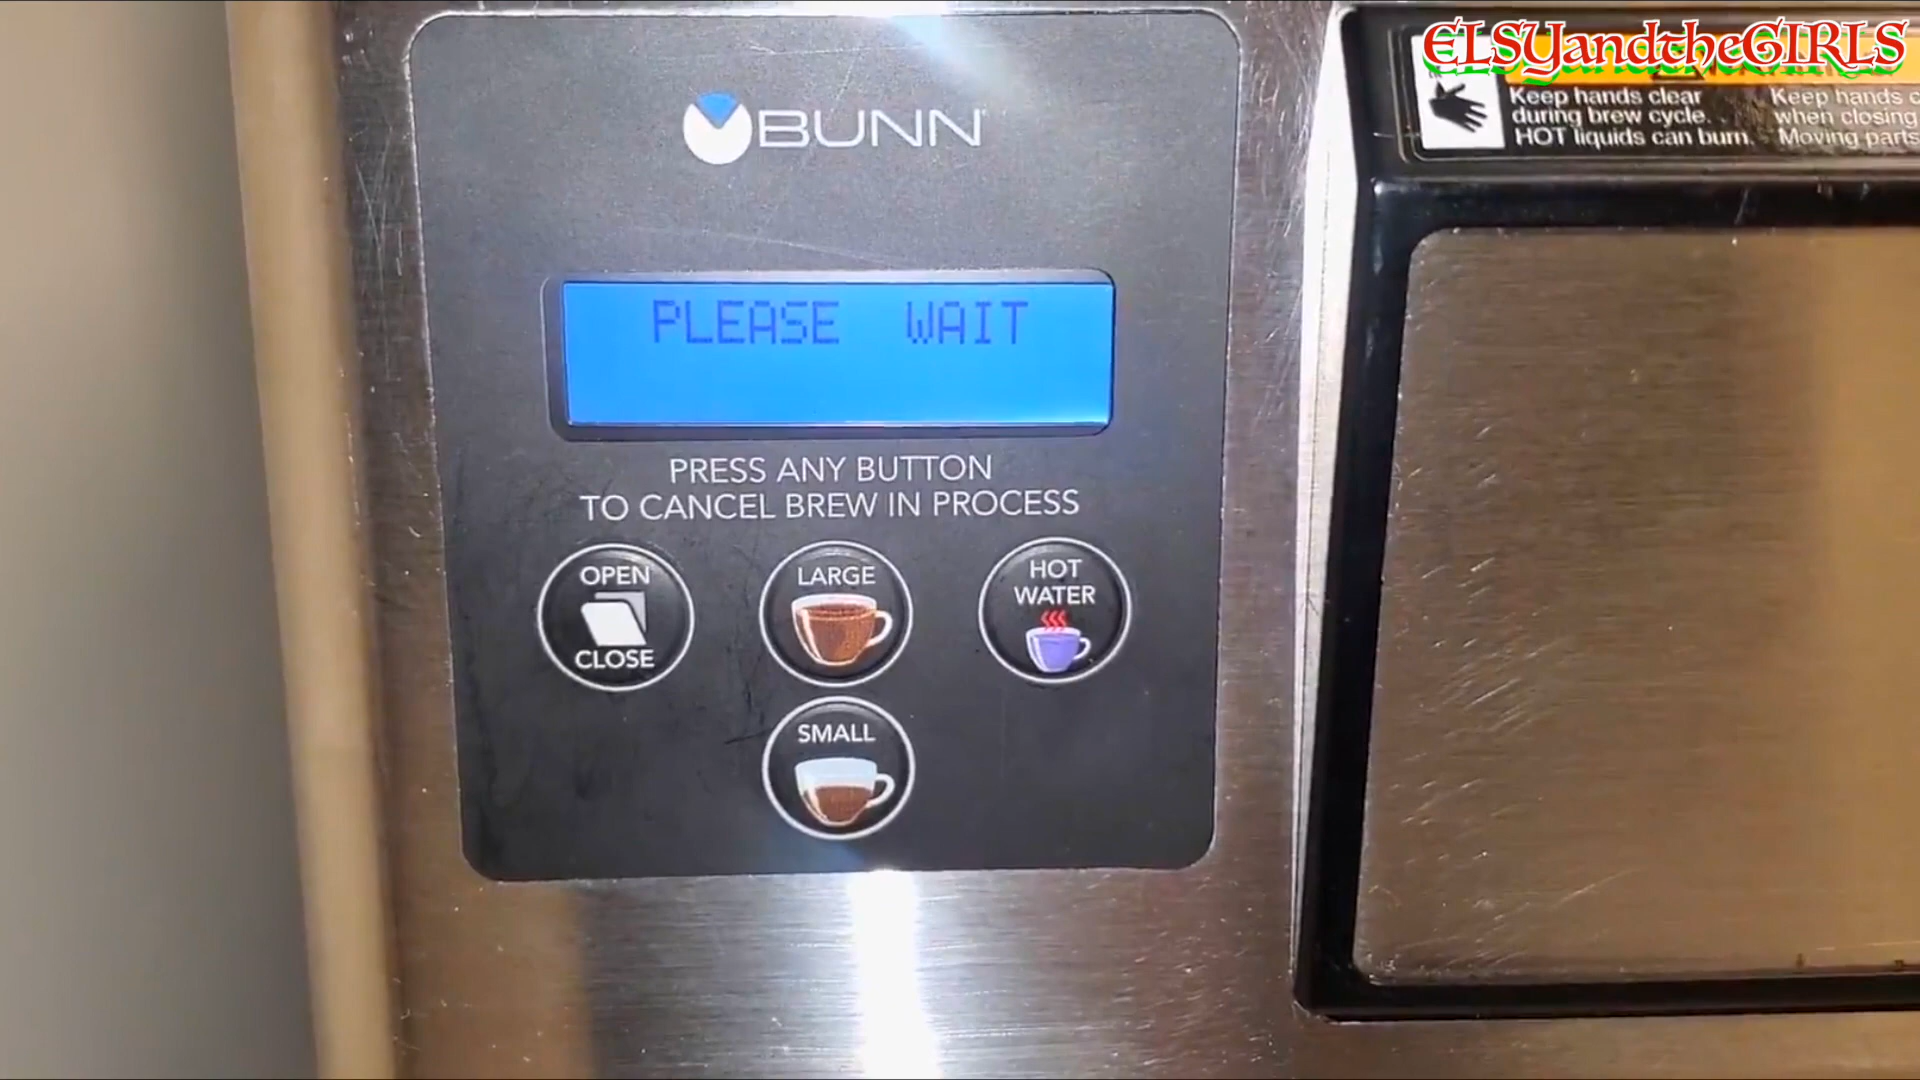 ELSYandtheGIRLS
BUNN
PLEASE WAIT
PRESS ANY BUTTON
TO CANCEL BREW IN PROCESS
OPEN
CLOSE
LARGE
HOT
WATER
SMALL
Keep hands clear
during brew cycle.
HOT liquids can burn.
Keep hands
when closing
Moving parts